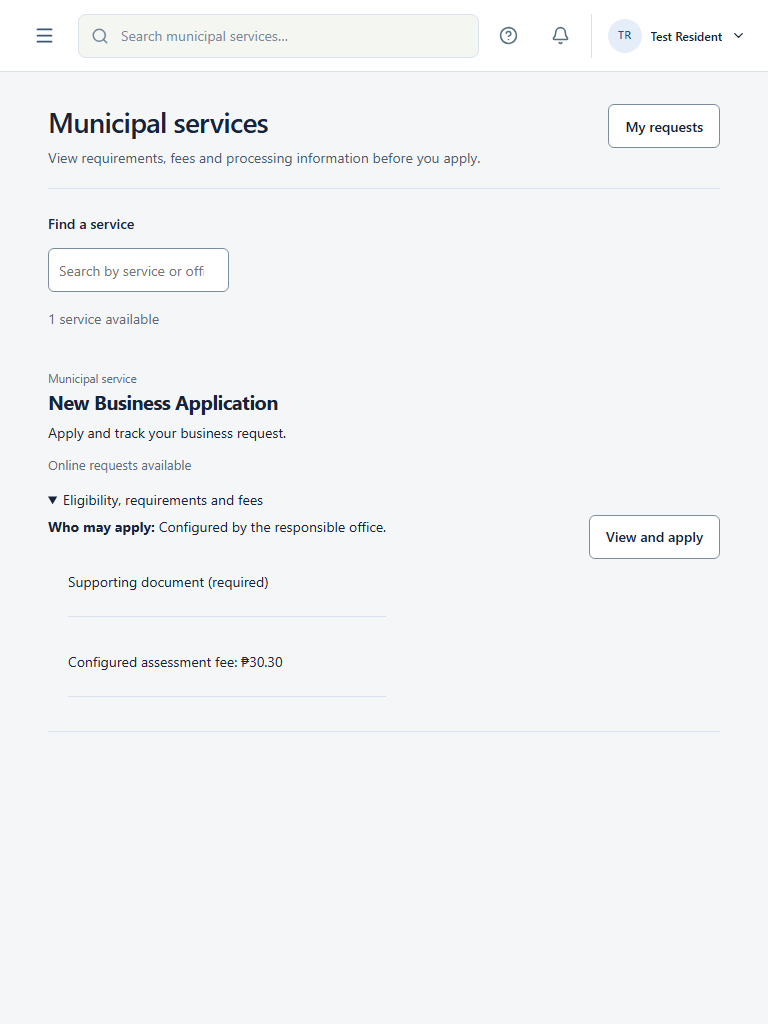 Search municipal services...
TR
Test Resident
Municipal services
My requests
View requirements, fees and processing information before you apply.
Find a service
Search by service or off
1 service available
Municipal service
New Business Application
Apply and track your business request.
Online requests available
Eligibility, requirements and fees
Who may apply: Configured by the responsible office.
View and apply
Supporting document (required)
Configured assessment fee: ₱30.30